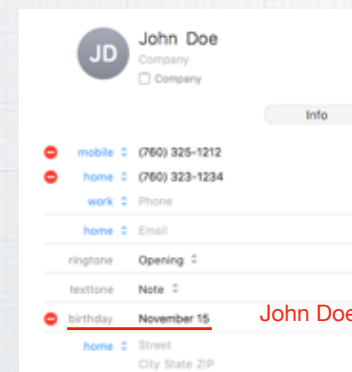 JD
John Doe
Company
Company
Info
mobile (760) 325-1212
home (760) 323-1234
work Phone
home Email
ringtone Opening
texttone Note
birthday November 15 John Doe
home Street
City State ZIP